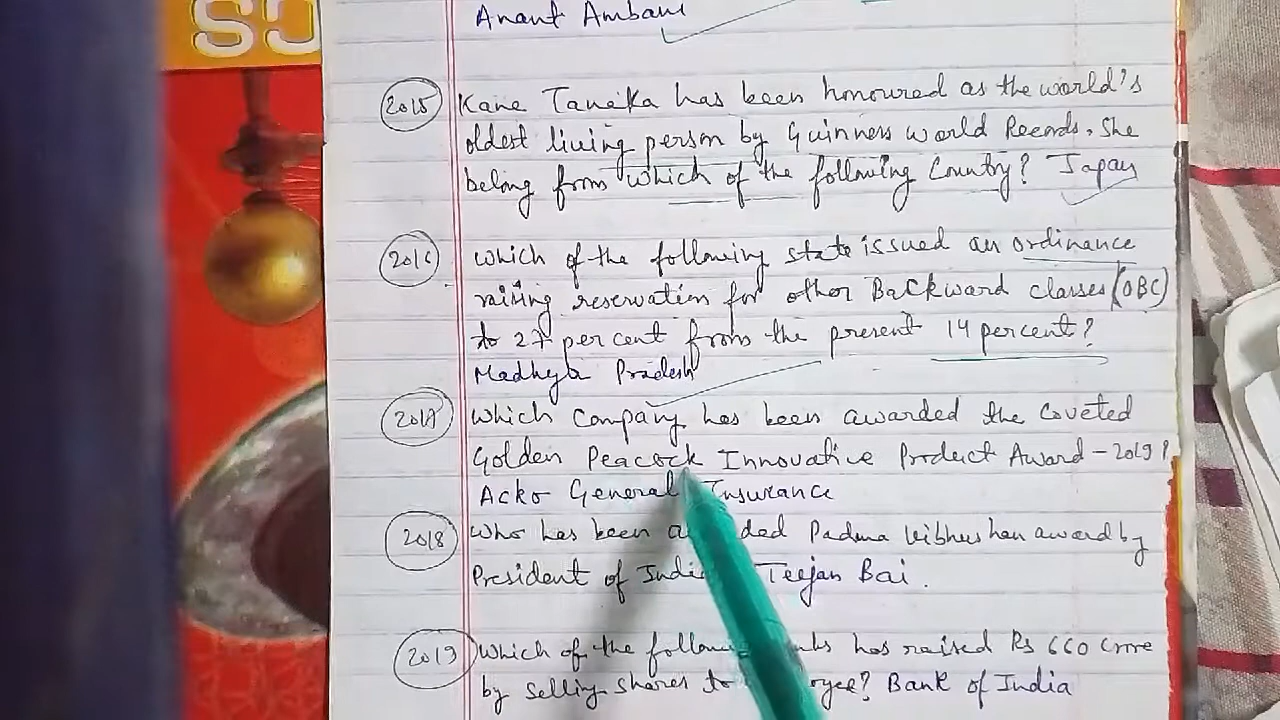 Anant Ambani
2015 Kane Tanaka has been honoured as the world's
oldest living person by Guinness World Records. She
belong from which of the following Country? Japan
2016 which of the following state issued an ordinance
raising reservation for other Backward classes (OBC)
to 27 per cent from the present 14 percent?
Madhya Pradesh
2017 which Company has been awarded the Coveted
Golden Peacock Innovative Product Award - 2019?
Acko General Insurance
2018 Who has been Padma Vibhushan award by
President of Teejan Bai.
2019 which of the has raised Rs 660 Crore
by selling shares to Bank of India